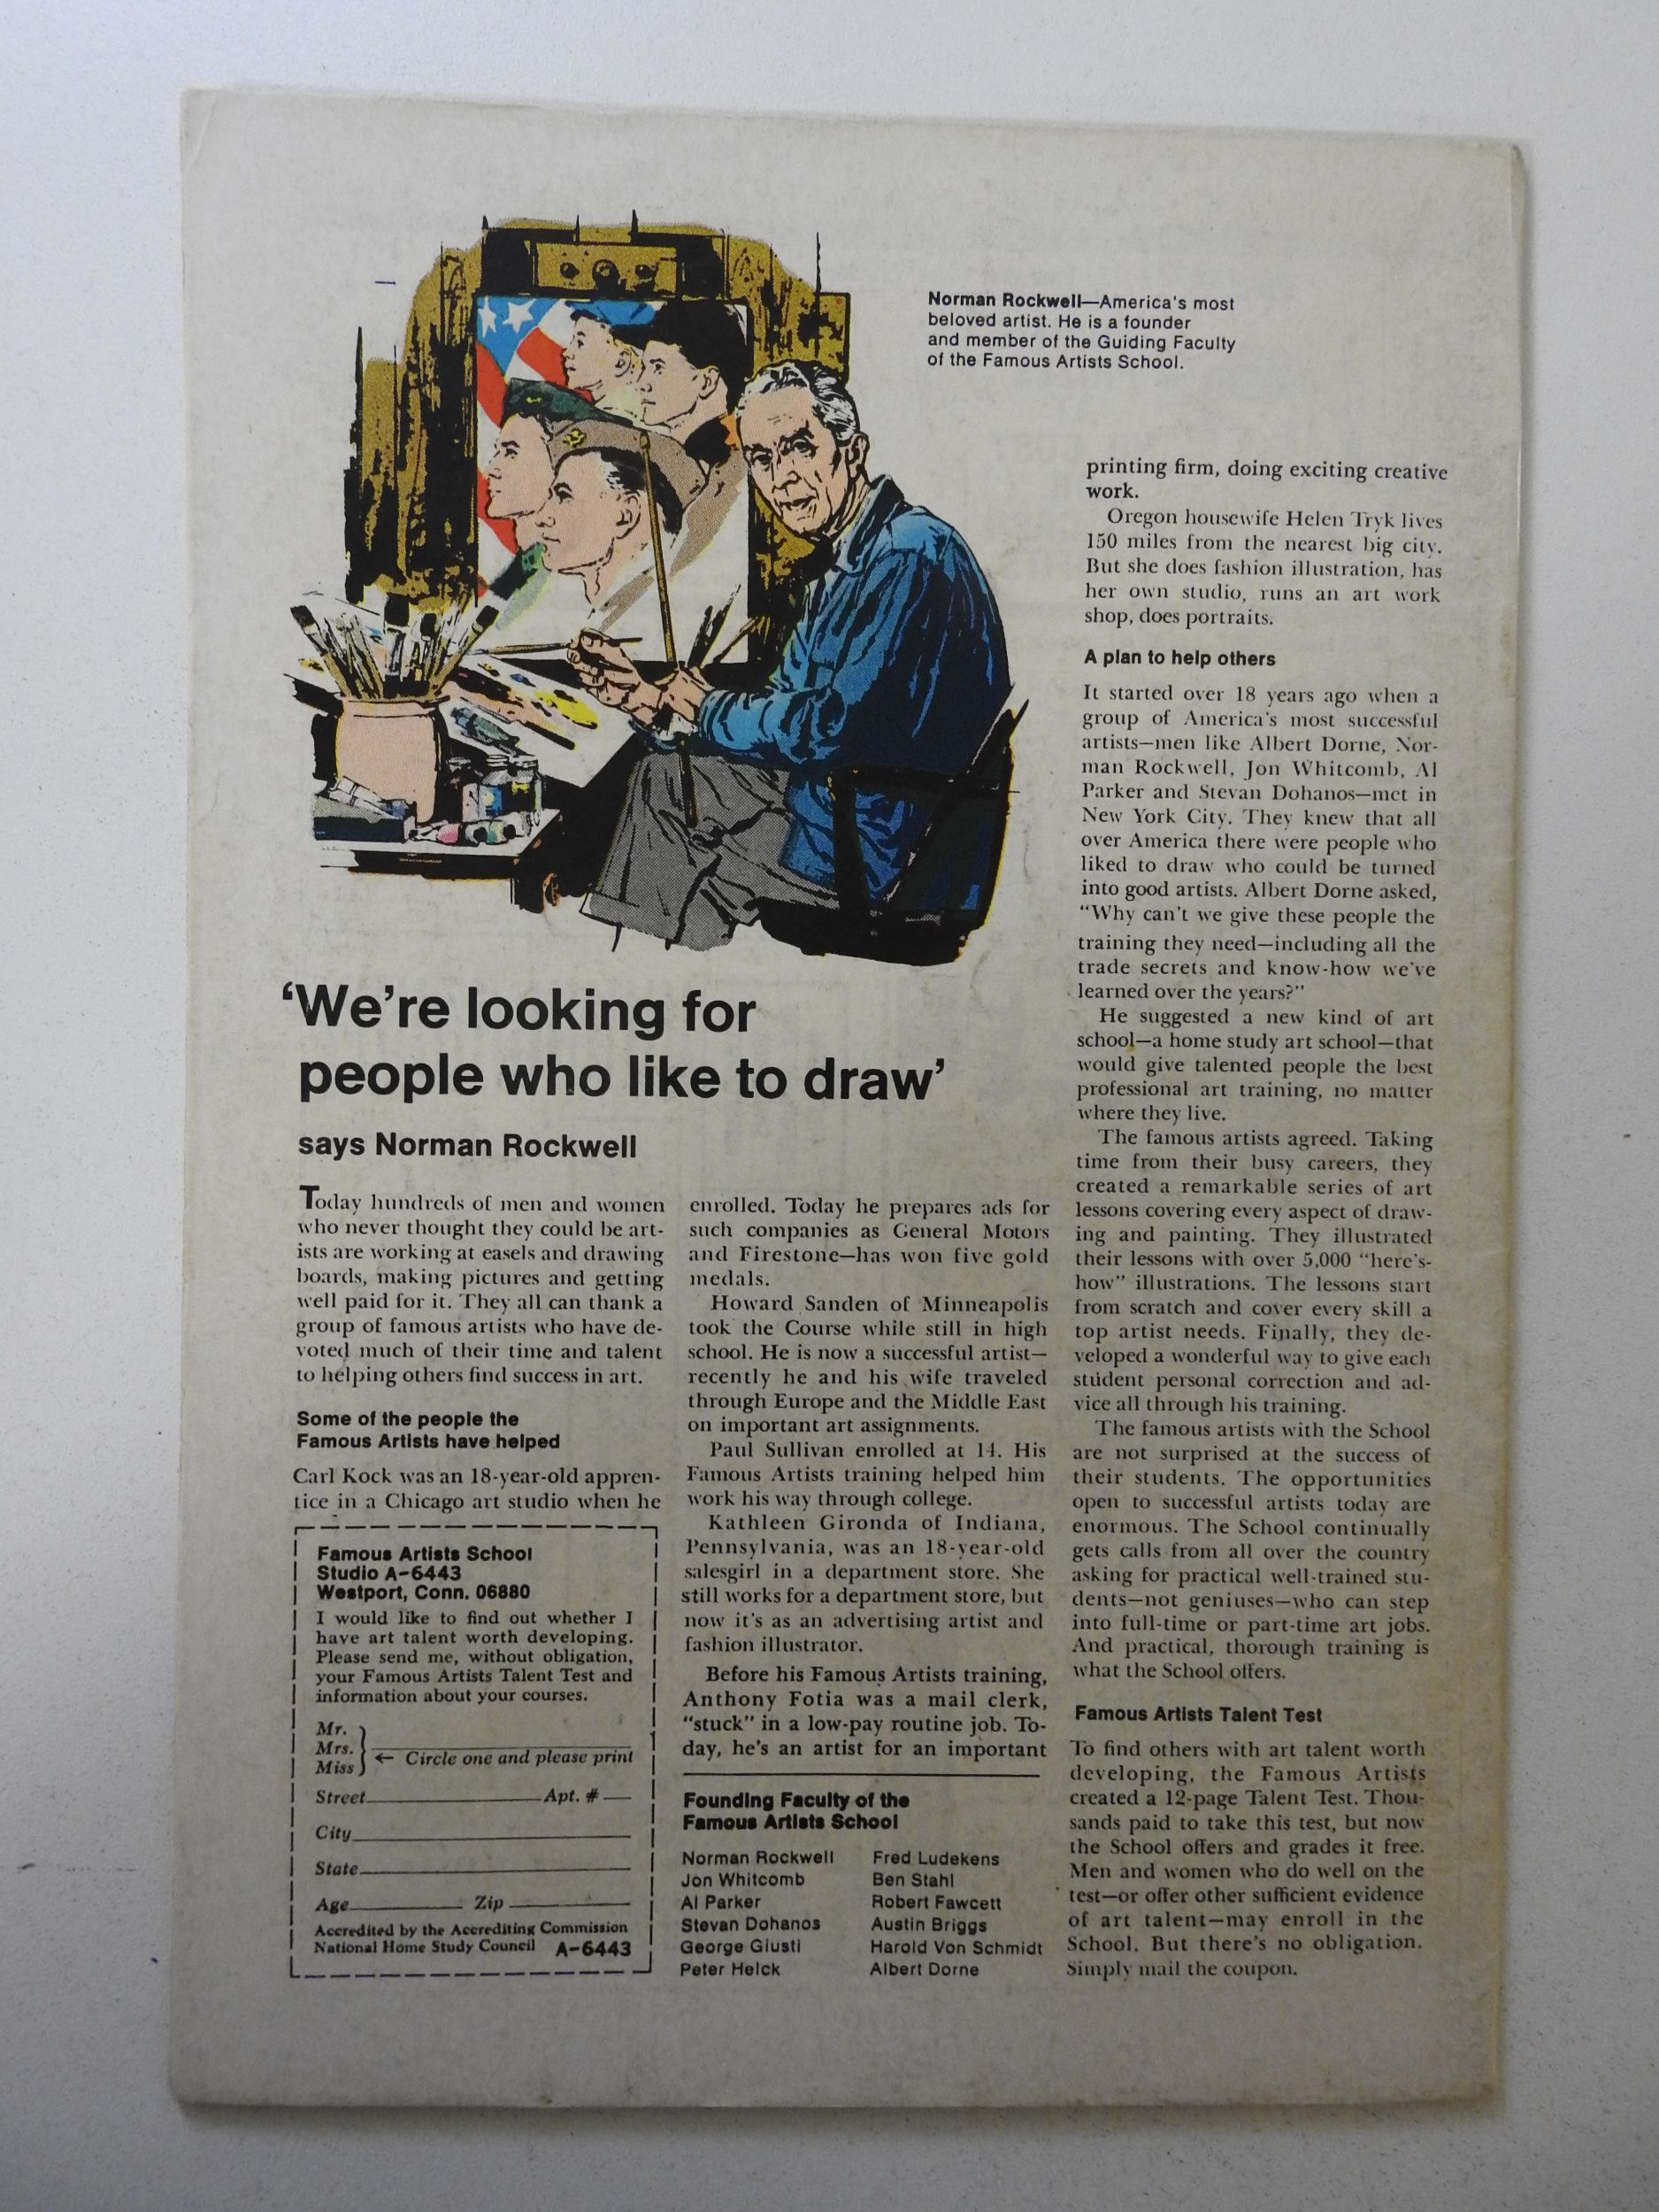 Norman Rockwell—America's most
beloved artist. He is a founder
and member of the Guiding Faculty
of the Famous Artists School.
‘We’re looking for
people who like to draw’
says Norman Rockwell
Today hundreds of men and women
who never thought they could be art-
ists are working at easels and drawing
boards, making pictures and getting
well paid for it. They all can thank a
group of famous artists who have de-
voted much of their time and talent
to helping others find success in art.
Some of the people the
Famous Artists have helped
Carl Kock was an 18-year-old appren-
tice in a Chicago art studio when he
enrolled. Today he prepares ads for
such companies as General Motors
and Firestone—has won five gold
medals.
Howard Sanden of Minneapolis
took the Course while still in high
school. He is now a successful artist—
recently he and his wife traveled
through Europe and the Middle East
on important art assignments.
Paul Sullivan enrolled at 14. His
Famous Artists training helped him
work his way through college.
Kathleen Gironda of Indiana,
Pennsylvania, was an 18-year-old
salesgirl in a department store. She
still works for a department store, but
now it's as an advertising artist and
fashion illustrator.
Before his Famous Artists training,
Anthony Fotia was a mail clerk,
“stuck” in a low-pay routine job. To-
day, he's an artist for an important
printing firm, doing exciting creative
work.
Oregon housewife Helen Tryk lives
150 miles from the nearest big city.
But she does fashion illustration, has
her own studio, runs an art work
shop, does portraits.
A plan to help others
It started over 18 years ago when a
group of America's most successful
artists—men like Albert Dorne, Nor-
man Rockwell, Jon Whitcomb, Al
Parker and Stevan Dohanos—met in
New York City. They knew that all
over America there were people who
liked to draw who could be turned
into good artists. Albert Dorne asked,
“Why can't we give these people the
training they need—including all the
trade secrets and know-how we've
learned over the years?”
He suggested a new kind of art
school—a home study art school—that
would give talented people the best
professional art training, no matter
where they live.
The famous artists agreed. Taking
time from their busy careers, they
created a remarkable series of art
lessons covering every aspect of draw-
ing and painting. They illustrated
their lessons with over 5,000 “here's-
how” illustrations. The lessons start
from scratch and cover every skill a
top artist needs. Finally, they de-
veloped a wonderful way to give each
student personal correction and ad-
vice all through his training.
The famous artists with the School
are not surprised at the success of
their students. The opportunities
open to successful artists today are
enormous. The School continually
gets calls from all over the country
asking for practical well-trained stu-
dents—not geniuses—who can step
into full-time or part-time art jobs.
And practical, thorough training is
what the School offers.
Famous Artists Talent Test
To find others with art talent worth
developing, the Famous Artists
created a 12-page Talent Test. Thou-
sands paid to take this test, but now
the School offers and grades it free.
Men and women who do well on the
test—or offer other sufficient evidence
of art talent—may enroll in the
School. But there's no obligation.
Simply mail the coupon.
Famous Artists School
Studio A-6443
Westport, Conn. 06880
I would like to find out whether I
have art talent worth developing.
Please send me, without obligation,
your Famous Artists Talent Test and
information about your courses.
Mr.
Mrs.
Miss
← Circle one and please print
Street Apt. #
City
State
Age Zip
Accredited by the Accrediting Commission
National Home Study Council A-6443
Founding Faculty of the
Famous Artists School
Norman Rockwell
Jon Whitcomb
Al Parker
Stevan Dohanos
George Giusti
Peter Helck
Fred Ludekens
Ben Stahl
Robert Fawcett
Austin Briggs
Harold Von Schmidt
Albert Dorne